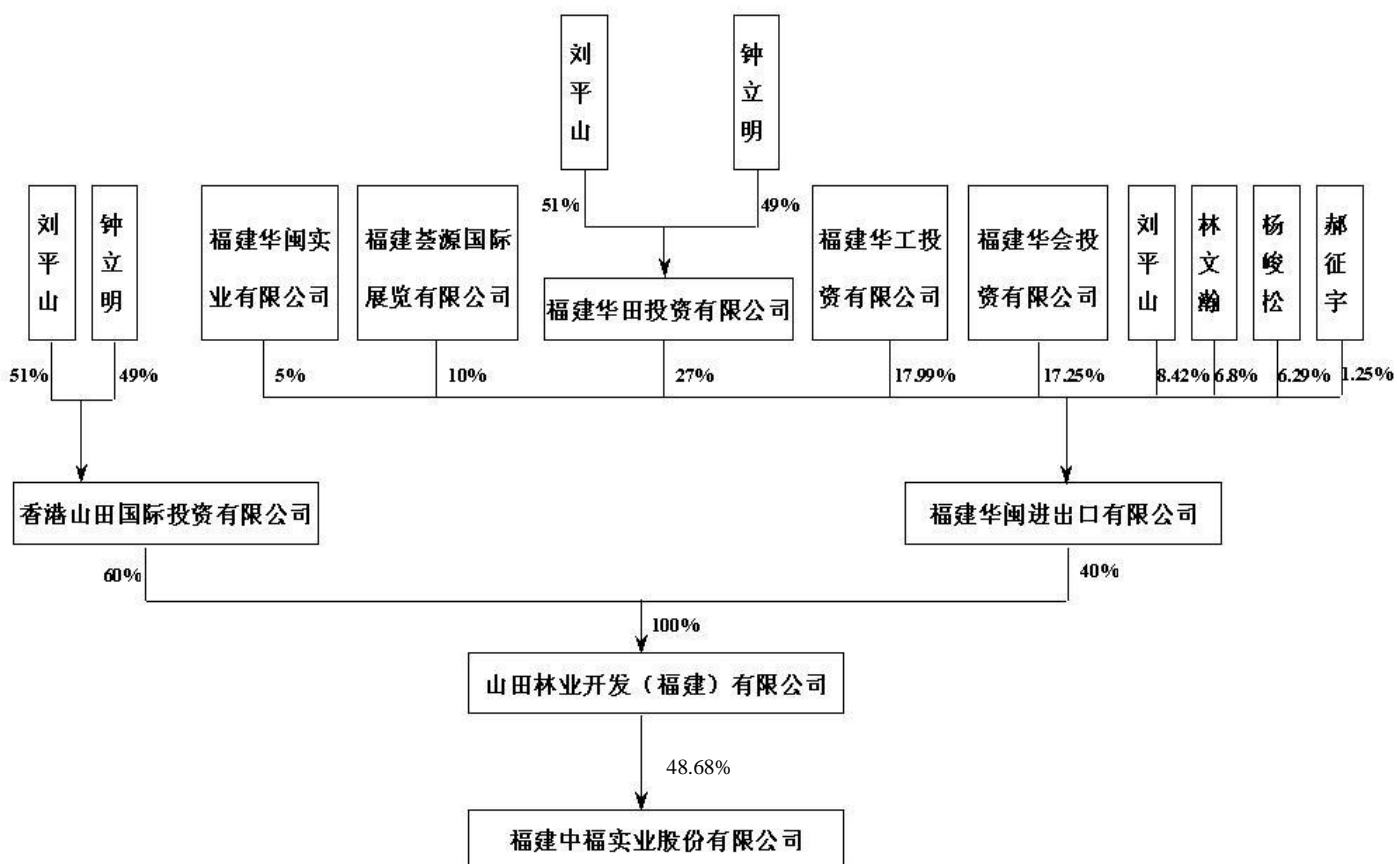 刘平山
钟立明
51%
49%
刘平山
钟立明
福建华闽实
业有限公司
福建荟源国际
展览有限公司
福建华田投资有限公司
福建华工投
资有限公司
福建华会投
资有限公司
刘平山
林文瀚
杨峻松
郝征宇
51%
49%
5%
10%
27%
17.99%
17.25%
8.42%
6.8%
6.29%
1.25%
香港山田国际投资有限公司
福建华闽进出口有限公司
60%
40%
100%
山田林业开发（福建）有限公司
48.68%
福建中福实业股份有限公司